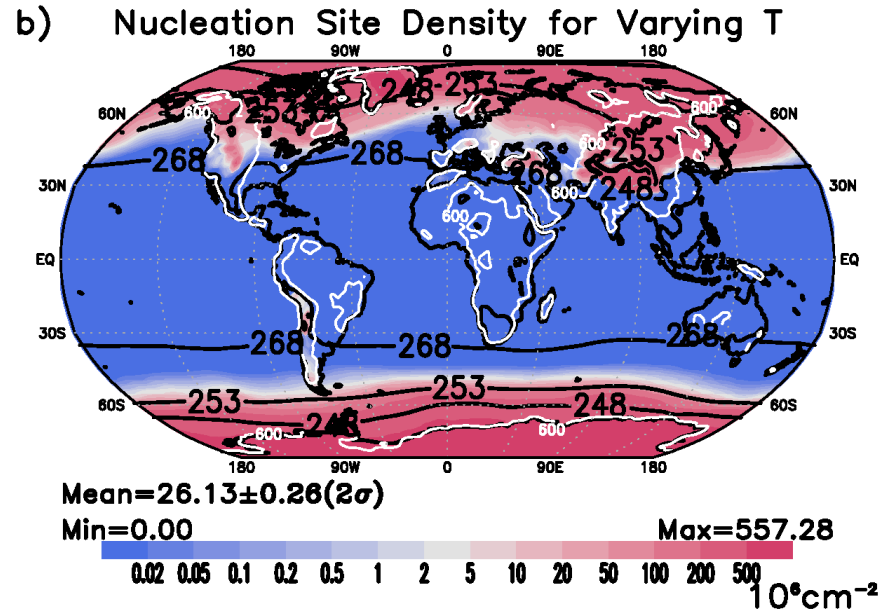 b) Nucleation Site Density for Varying T
180 90W 0 90E 180
248 253
253
60N 600 600 60N
600
268 268 253
268
248
30N 600 600 30N
EQ EQ
30S 268 268 268 30S
253 253
60S 248 248 60S
600 600
180 90W 0 90E 180
Mean=26.13±0.26(2σ)
Min=0.00 Max=557.28
0.02 0.05 0.1 0.2 0.5 1 2 5 10 20 50 100 200 500
10⁶cm⁻²